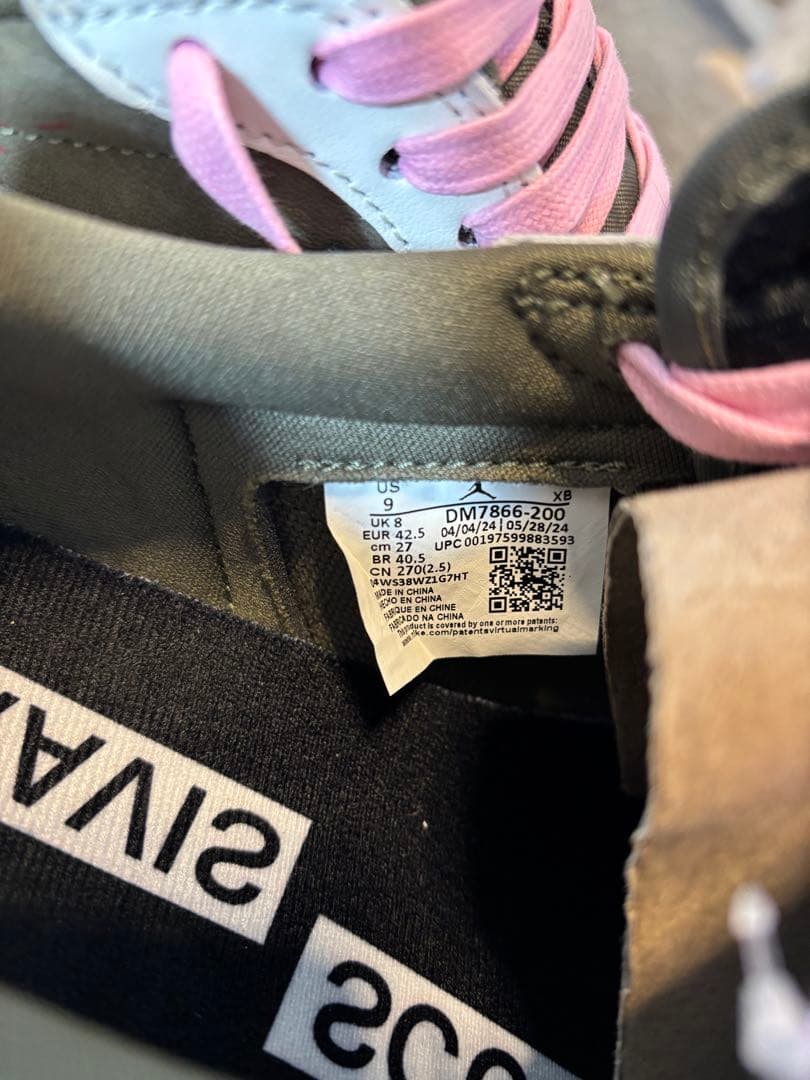 US
9
XB
UK 8
DM7866-200
EUR 42.5
04/04/24 | 05/28/24
cm 27
UPC 00197599883593
BR 40.5
CN 270(2.5)
04WS38WZ1G7HT
MADE IN CHINA
HECHO EN CHINA
FABRIQUE EN CHINE
FABRICADO NA CHINA
This product is covered by one or more patents:
www.nike.com/patentsvirtualmarking
AVIS
SCO